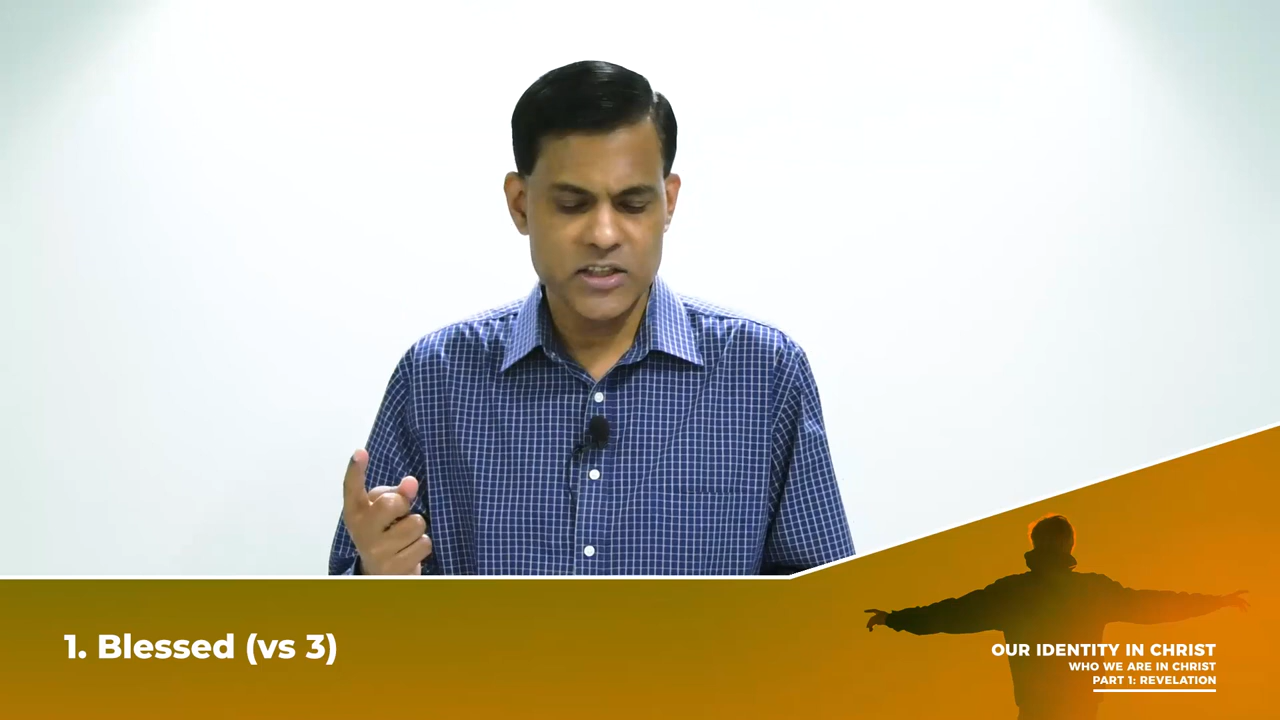 1. Blessed (vs 3)
OUR IDENTITY IN CHRIST
WHO WE ARE IN CHRIST
PART 1: REVELATION